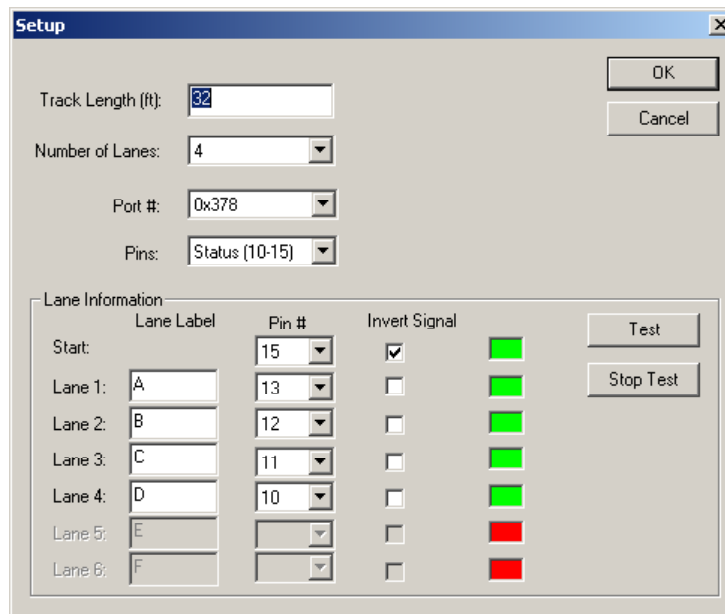 Setup
OK
Track Length (ft): 32
Cancel
Number of Lanes: 4
Port #: 0x378
Pins: Status (10-15)
Lane Information
Lane Label Pin # Invert Signal
Start: 15 Test
Lane 1: A 13 Stop Test
Lane 2: B 12
Lane 3: C 11
Lane 4: D 10
Lane 5: E
Lane 6: F